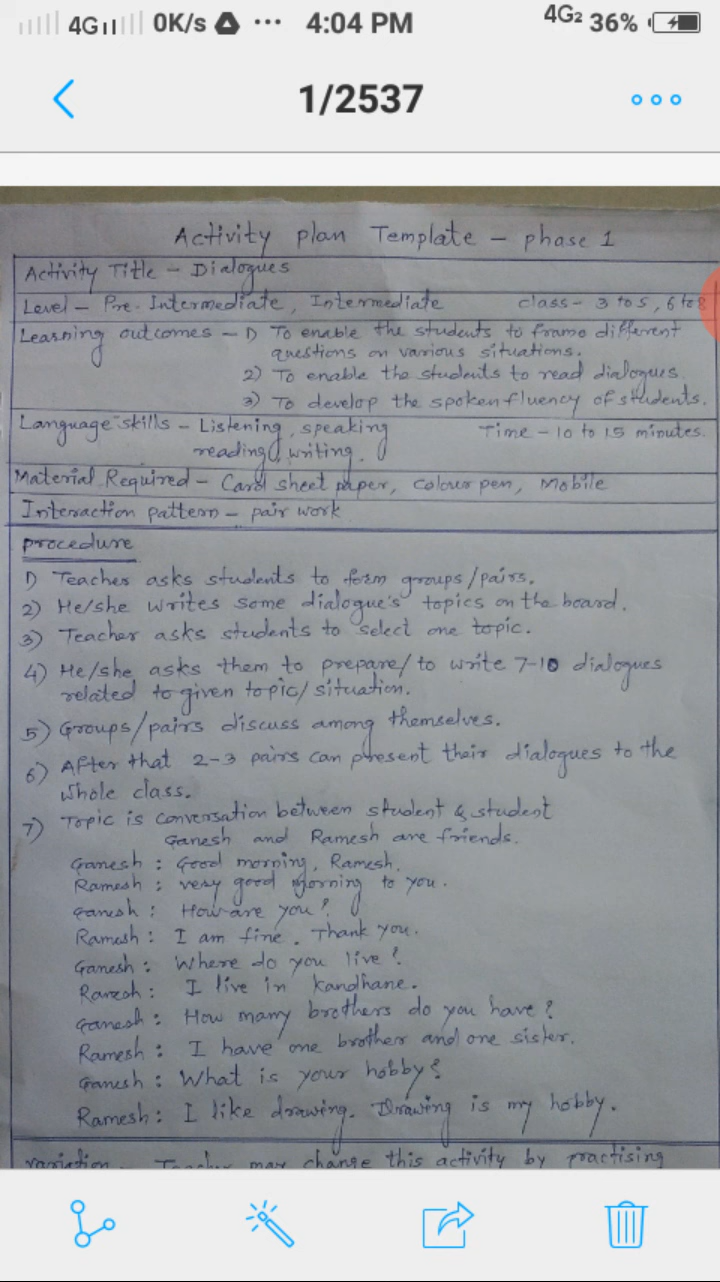 4G 0K/s ... 4:04 PM 4G2 36%
1/2537
Activity plan Template - phase 1
Activity Title - Dialogues
Level - Pre-Intermediate, Intermediate class - 3 to 5, 6 to 8
Learning outcomes - 1) To enable the students to frame different
questions on various situations.
2) To enable the students to read dialogues.
3) To develop the spoken fluency of students.
Language skills - Listening, speaking Time - 10 to 15 minutes.
reading, writing.
Material Required - Card sheet paper, colour pen, Mobile
Interaction pattern - pair work
procedure
1) Teacher asks students to form groups/pairs.
2) He/she writes some dialogue's topics on the board.
3) Teacher asks students to select one topic.
4) He/she asks them to prepare/to write 7-10 dialogues
related to given topic/situation.
5) Groups/pairs discuss among themselves.
6) After that 2-3 pairs can present their dialogues to the
whole class.
7) Topic is conversation between student & student
Ganesh and Ramesh are friends.
Ganesh : Good morning, Ramesh.
Ramesh : very good morning to you.
Ganesh : How are you?
Ramesh : I am fine. Thank you.
Ganesh : Where do you live?
Ramesh : I live in kandhane.
Ganesh : How many brothers do you have?
Ramesh : I have one brother and one sister.
Ganesh : What is your hobby?
Ramesh : I like drawing. Drawing is my hobby.
variation - Teacher may change this activity by practising